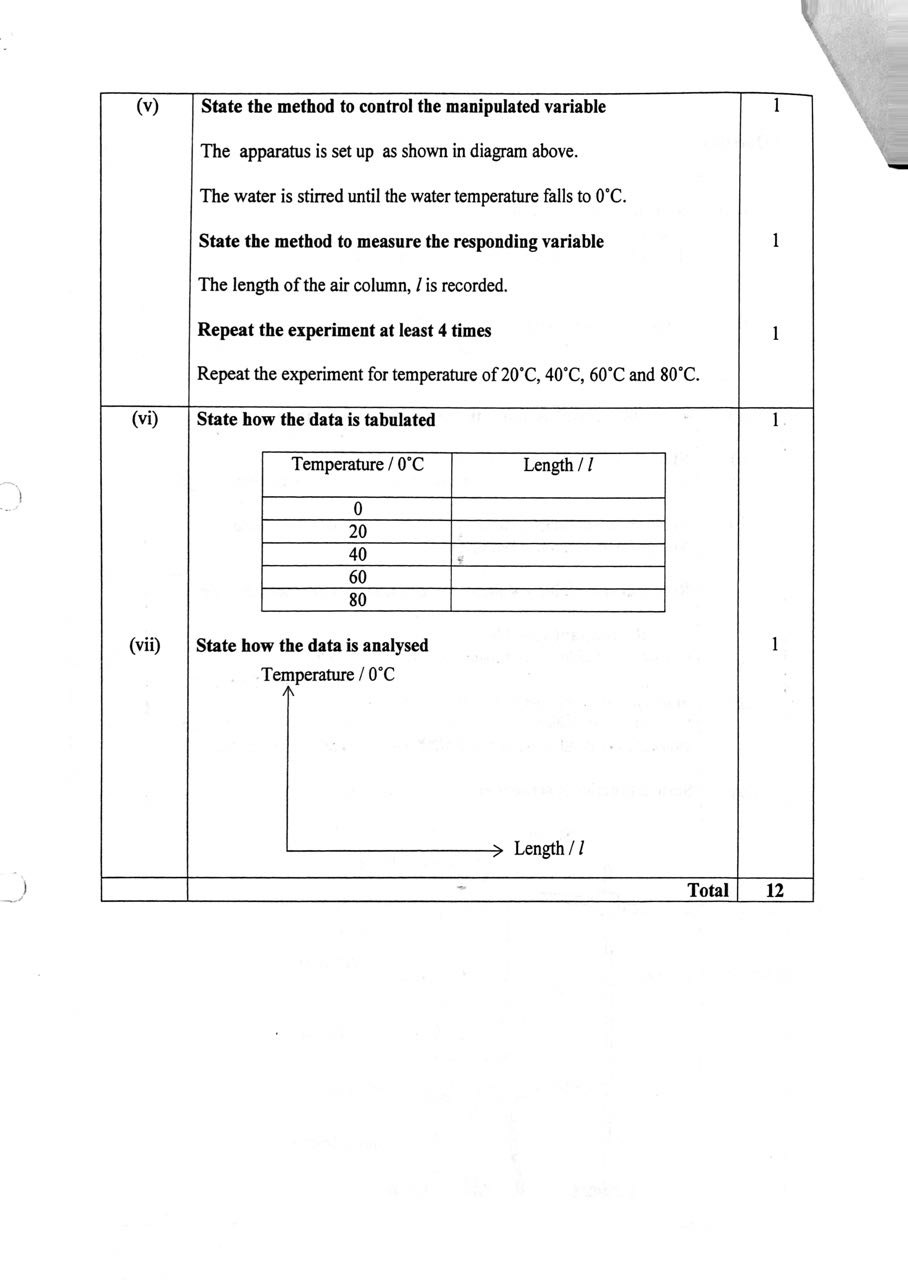 (v) State the method to control the manipulated variable 1
The apparatus is set up as shown in diagram above.
The water is stirred until the water temperature falls to 0˚C.
State the method to measure the responding variable 1
The length of the air column, l is recorded.
Repeat the experiment at least 4 times 1
Repeat the experiment for temperature of 20˚C, 40˚C, 60˚C and 80˚C.
(vi) State how the data is tabulated 1
Temperature / 0˚C Length / l
0
20
40
60
80
(vii) State how the data is analysed 1
Temperature / 0˚C
Length / l
Total 12